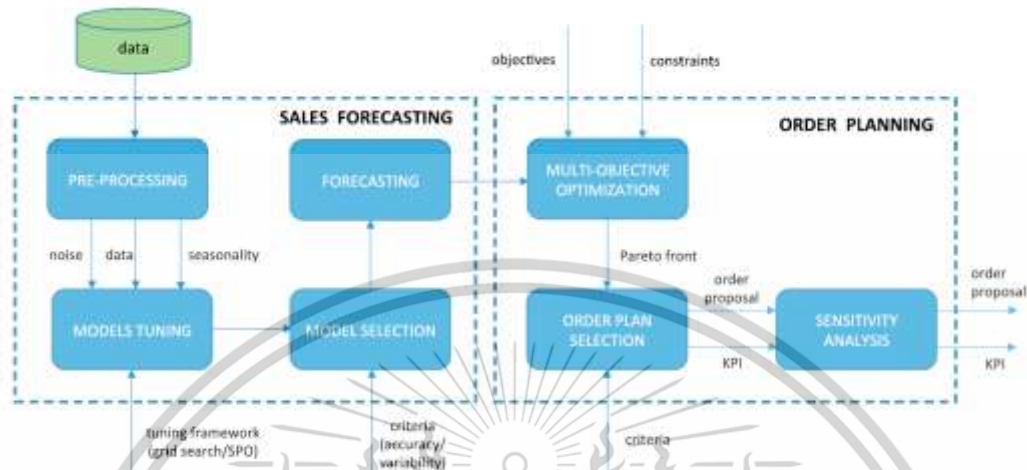 data
objectives
constraints
SALES FORECASTING
ORDER PLANNING
PRE-PROCESSING
FORECASTING
MULTI-OBJECTIVE
OPTIMIZATION
noise
data
seasonality
Pareto front
order
proposal
order
proposal
MODELS TUNING
MODEL SELECTION
ORDER PLAN
SELECTION
SENSITIVITY
ANALYSIS
KPI
KPI
tuning framework
(grid search/SPO)
criteria
(accuracy/
variability)
criteria